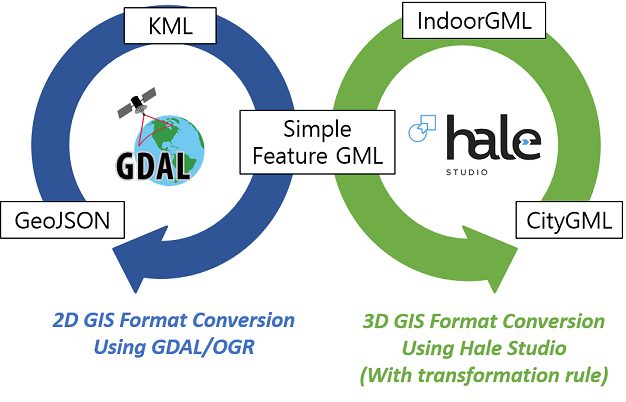 KML
IndoorGML
GDAL
Simple
Feature GML
hale
STUDIO
GeoJSON
CityGML
2D GIS Format Conversion
Using GDAL/OGR
3D GIS Format Conversion
Using Hale Studio
(With transformation rule)